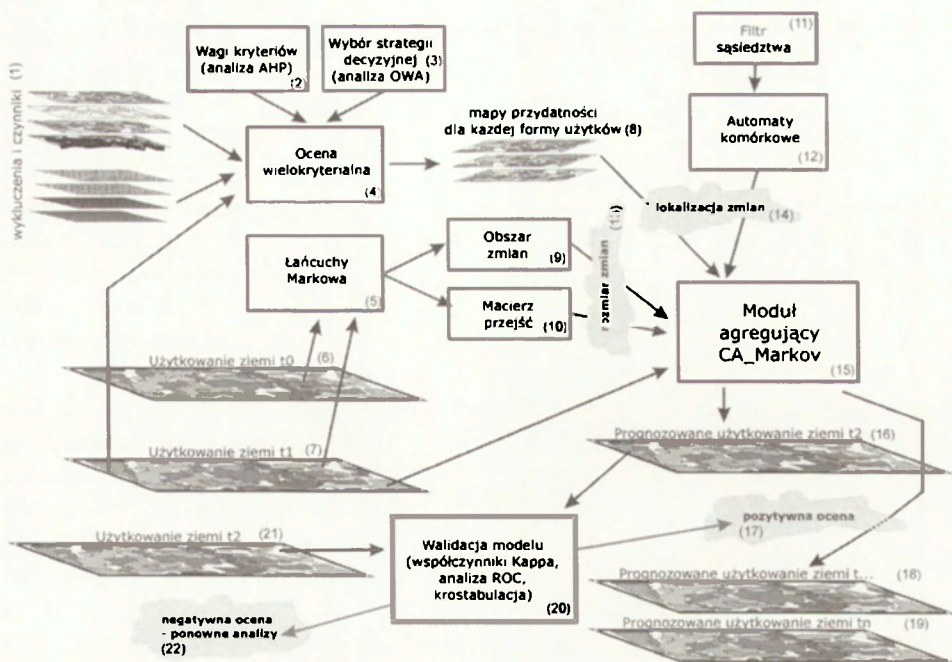 (11)
Filtr
sąsiedztwa
Wagi kryteriów
(analiza AHP)
(2)
Wybór strategii
decyzyjnej (3)
(analiza OWA)
wykluczenia i czynniki (1)
mapy przydatności
dla każdej formy użytków (8)
Automaty
komórkowe
(12)
Ocena
wielokryterialna
(4)
lokalizacja zmian
(14)
rozmiar zmian (13)
Obszar
zmian
(9)
Łańcuchy
Markowa
(5)
Macierz
przejść
(10)
Moduł
agregujący
CA_Markov
(15)
Użytkowanie ziemi t0 (6)
Użytkowanie ziemi t1 (7)
Prognozowane użytkowanie ziemi t2 (16)
pozytywna ocena
(17)
Użytkowanie ziemi t2 (21)
Walidacja modelu
(współczynniki Kappa,
analiza ROC,
krostabulacja)
(20)
Prognozowane użytkowanie ziemi t... (18)
negatywna ocena
- ponowne analizy
(22)
Prognozowane użytkowanie ziemi tn (19)